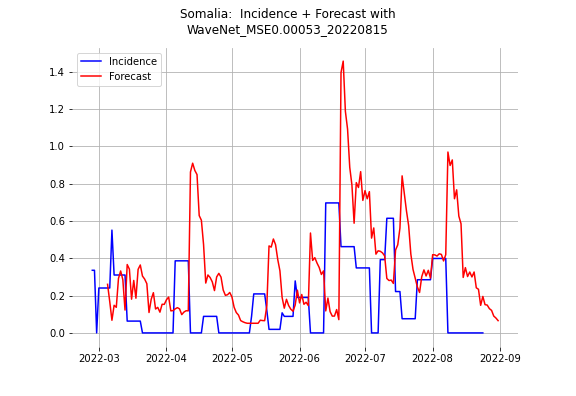 Somalia:  Incidence + Forecast with
WaveNet_MSE0.00053_20220815
Incidence
Forecast
1.4
1.2
1.0
0.8
0.6
0.4
0.2
0.0
2022-03 2022-04 2022-05 2022-06 2022-07 2022-08 2022-09